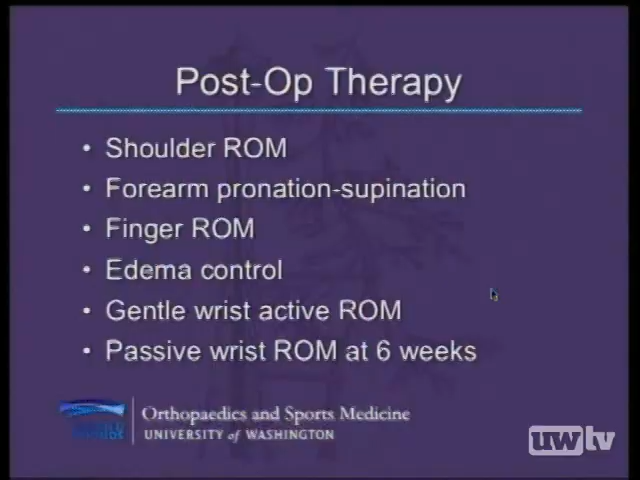 Post-Op Therapy
• Shoulder ROM
• Forearm pronation-supination
• Finger ROM
• Edema control
• Gentle wrist active ROM
• Passive wrist ROM at 6 weeks
Orthopaedics and Sports Medicine
UNIVERSITY of WASHINGTON
uwtv